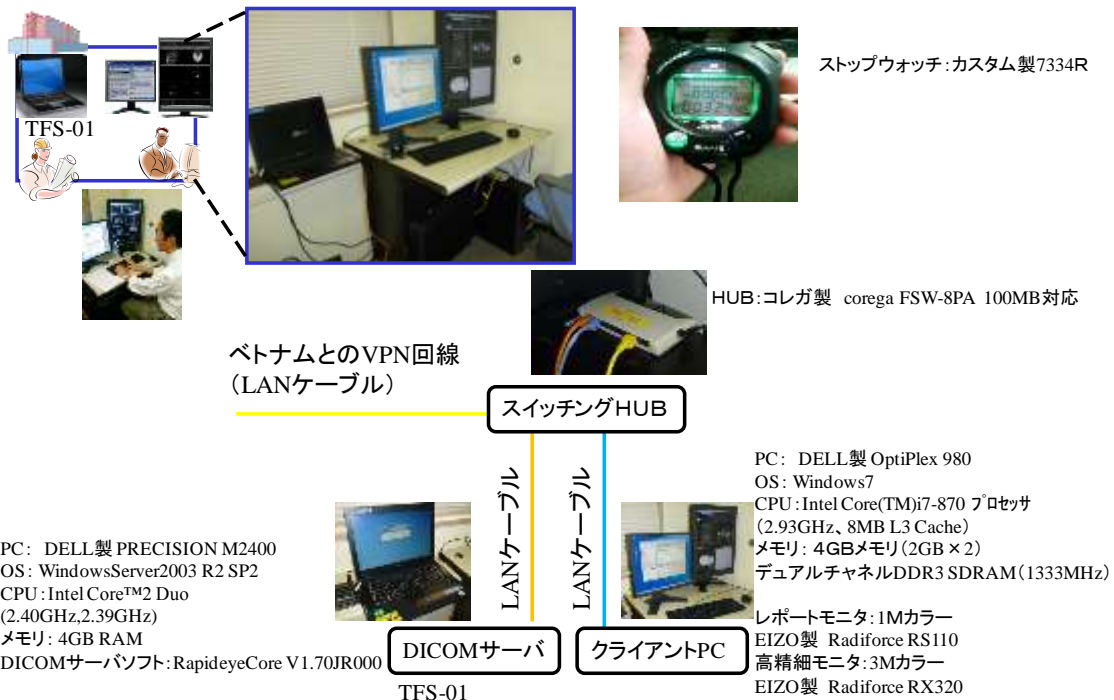 TFS-01
ストップウォッチ:カスタム製7334R
HUB:コレガ製 corega FSW-8PA 100MB対応
ベトナムとのVPN回線
(LANケーブル)
スイッチングHUB
LANケーブル
LANケーブル
PC: DELL製 OptiPlex 980
OS: Windows7
CPU:Intel Core(TM)i7-870 プロセッサ
(2.93GHz、8MB L3 Cache)
メモリ: 4GBメモリ(2GB×2)
デュアルチャネルDDR3 SDRAM(1333MHz)
レポートモニタ:1Mカラー
EIZO製 Radiforce RS110
高精細モニタ:3Mカラー
EIZO製 Radiforce RX320
PC: DELL製 PRECISION M2400
OS: WindowsServer2003 R2 SP2
CPU:Intel Core™2 Duo
(2.40GHz,2.39GHz)
メモリ: 4GB RAM
DICOMサーバソフト:RapideyeCore V1.70JR000
DICOMサーバ
クライアントPC
TFS-01